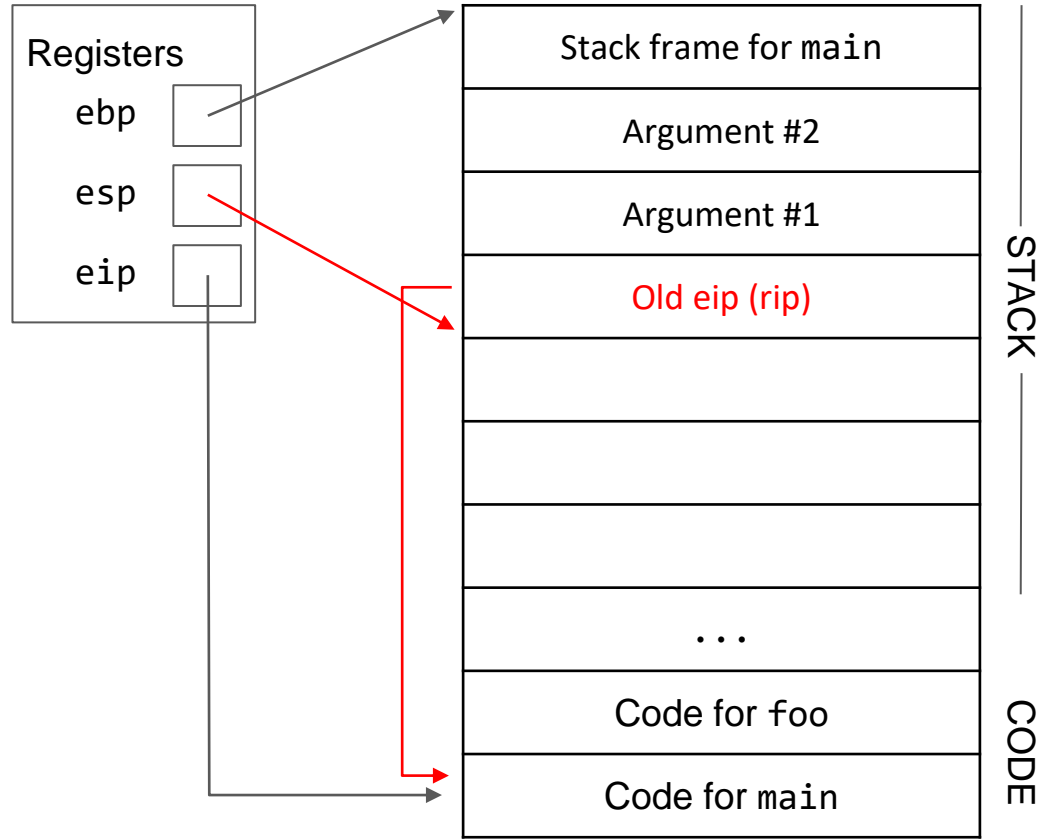 Registers
ebp
esp
eip
Stack frame for main
Argument #2
Argument #1
Old eip (rip)
...
Code for foo
Code for main
STACK
CODE